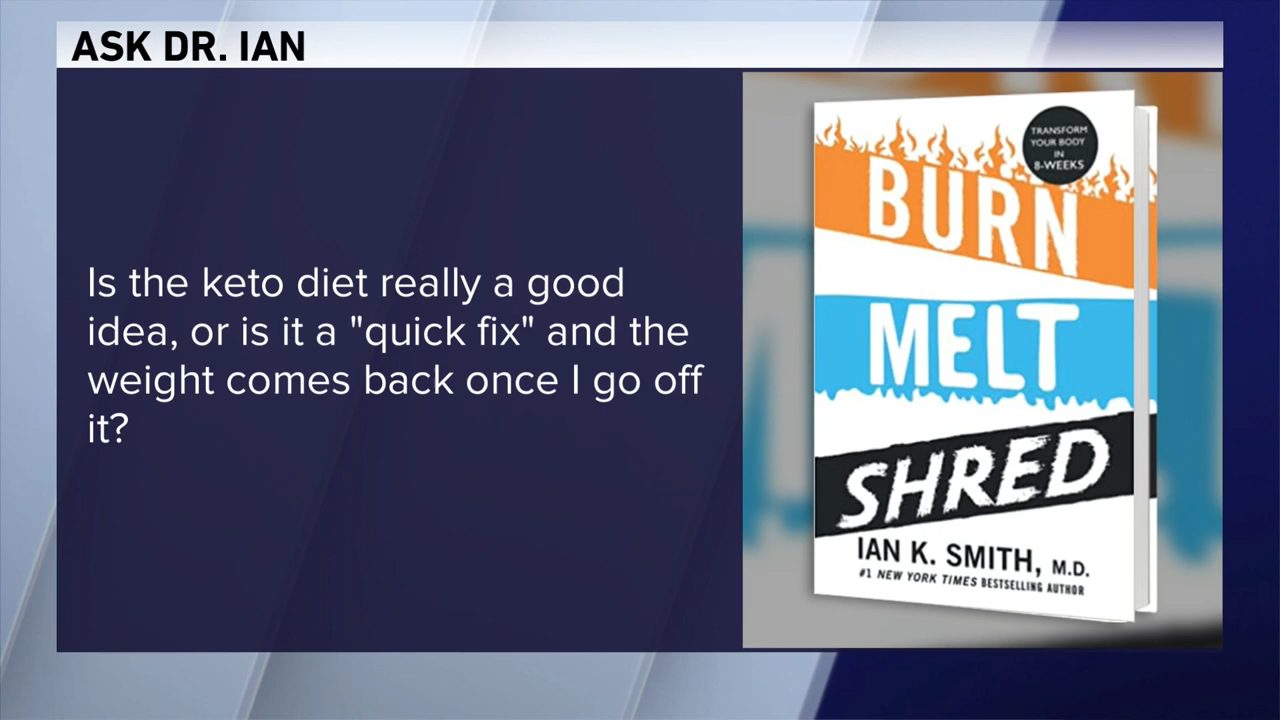 ASK DR. IAN
Is the keto diet really a good
idea, or is it a "quick fix" and the
weight comes back once I go off
it?
TRANSFORM
YOUR BODY
IN
8-WEEKS
BURN
MELT
SHRED
IAN K. SMITH, M.D.
#1 NEW YORK TIMES BESTSELLING AUTHOR